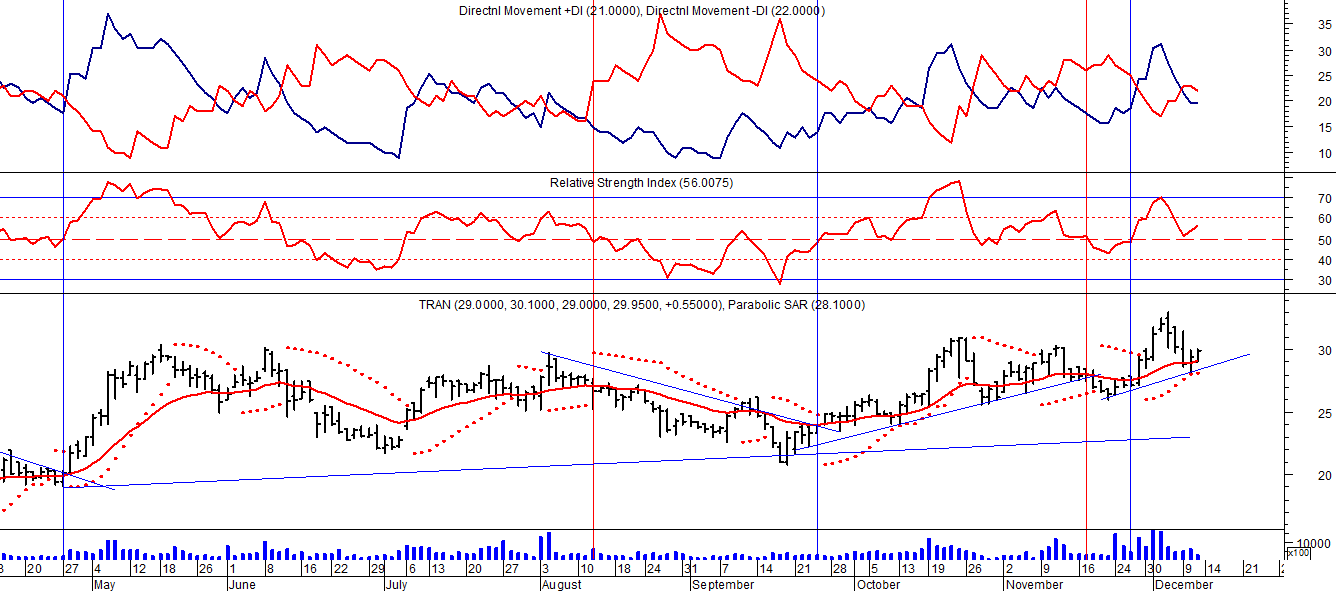 Directnl Movement +DI (21.0000), Directnl Movement -DI (22.0000)
35
30
25
20
15
10
Relative Strength Index (56.0075)
70
60
50
40
30
TRAN (29.0000, 30.1000, 29.0000, 29.9500, +0.55000), Parabolic SAR (28.1000)
30
25
20
10000
x100
3 20 27 4 12 18 26 1 8 16 22 29 6 13 20 27 3 10 18 24 31 7 14 21 28 5 13 19 26 2 9 16 24 30 9 14 21 2
May June July August September October November December